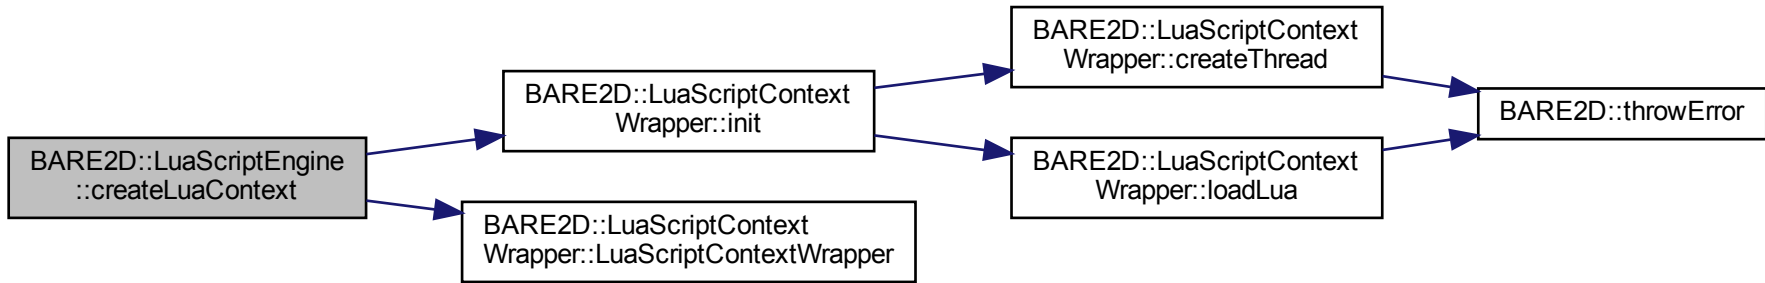 BARE2D::LuaScriptEngine
::createLuaContext
BARE2D::LuaScriptContext
Wrapper::init
BARE2D::LuaScriptContext
Wrapper::LuaScriptContextWrapper
BARE2D::LuaScriptContext
Wrapper::createThread
BARE2D::LuaScriptContext
Wrapper::loadLua
BARE2D::throwError